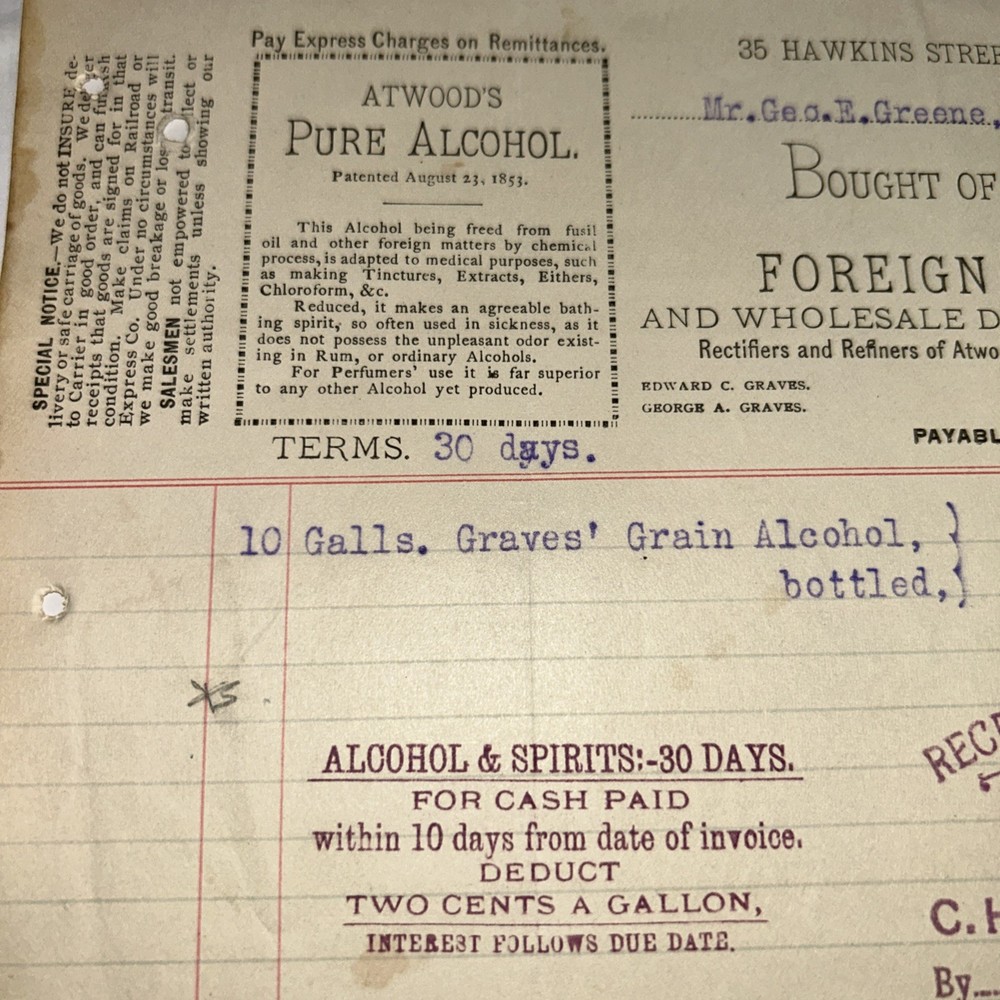 SPECIAL NOTICE.—We do not INSURE de-
livery or safe carriage of goods. We deliver
to Carrier in good order, and can furnish
receipts that goods are signed for in that
condition. Make claims on Railroad or
Express Co. Under no circumstances will
we make good breakage or loss transit.
SALESMEN not empowered to collect or
make settlements unless showing our
written authority.
Pay Express Charges on Remittances.
ATWOOD'S
PURE ALCOHOL.
Patented August 23, 1853.
This Alcohol being freed from fusil
oil and other foreign matters by chemical
process, is adapted to medical purposes, such
as making Tinctures, Extracts, Eithers,
Chloroform, &c.
Reduced, it makes an agreeable bath-
ing spirit, so often used in sickness, as it
does not possess the unpleasant odor exist-
ing in Rum, or ordinary Alcohols.
For Perfumers' use it is far superior
to any other Alcohol yet produced.
35 HAWKINS STREE
Mr.Geo.E.Greene,
BOUGHT OF
FOREIGN
AND WHOLESALE D
Rectifiers and Refiners of Atwo
EDWARD C. GRAVES.
GEORGE A. GRAVES.
PAYABL
TERMS. 30 days.
10 Galls. Graves' Grain Alcohol, }
bottled,}
ALCOHOL & SPIRITS:-30 DAYS.
FOR CASH PAID
within 10 days from date of invoice.
DEDUCT
TWO CENTS A GALLON,
INTEREST FOLLOWS DUE DATE.
REC
C.H
By